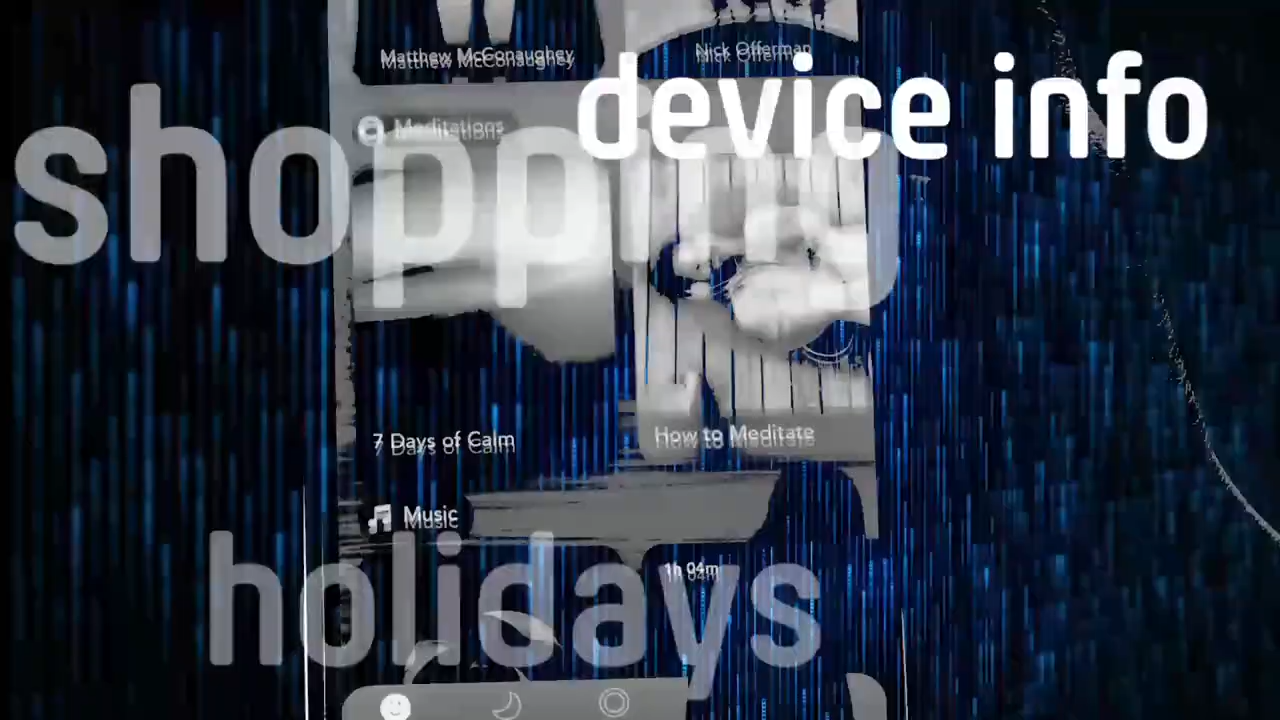 Matthew McConaughey
Nick Offerman
device info
shopping
Meditations
7 Days of Calm
How to Meditate
Music
1h 04m
holidays